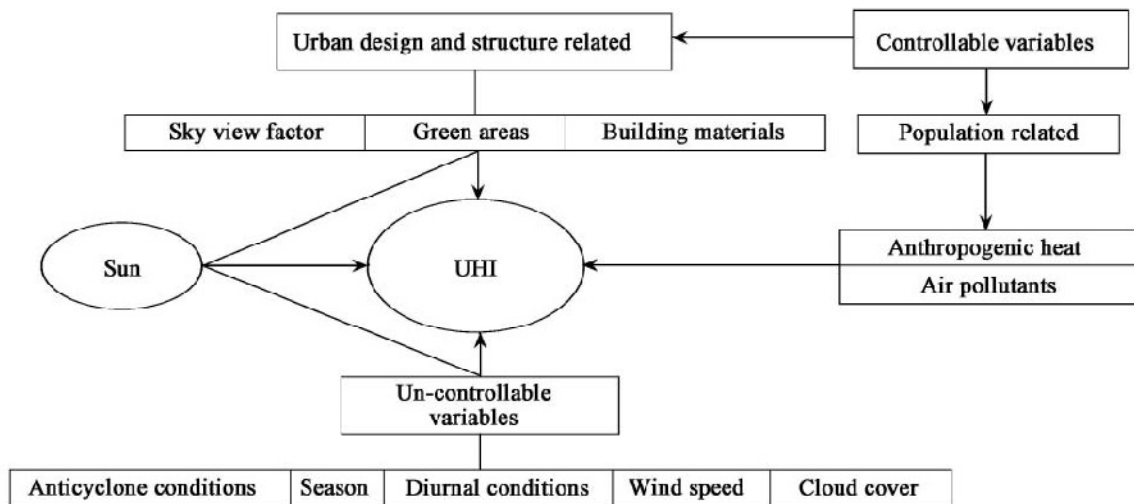 Urban design and structure related
Controllable variables
Sky view factor
Green areas
Building materials
Population related
Sun
UHI
Anthropogenic heat
Air pollutants
Un-controllable
variables
Anticyclone conditions
Season
Diurnal conditions
Wind speed
Cloud cover